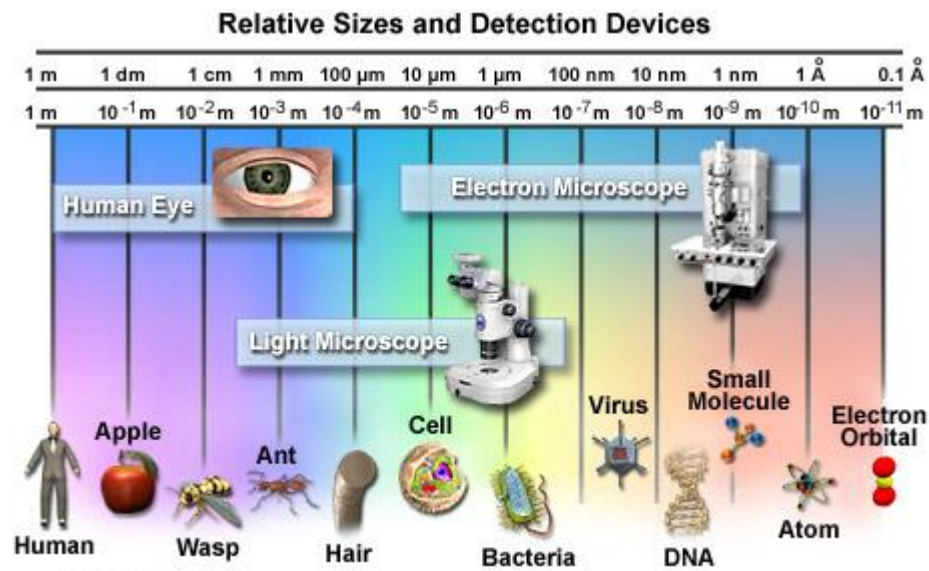 Relative Sizes and Detection Devices
1 m 1 dm 1 cm 1 mm 100 µm 10 µm 1 µm 100 nm 10 nm 1 nm 1 Å 0.1 Å
1 m 10⁻¹ m 10⁻² m 10⁻³ m 10⁻⁴ m 10⁻⁵ m 10⁻⁶ m 10⁻⁷ m 10⁻⁸ m 10⁻⁹ m 10⁻¹⁰ m 10⁻¹¹ m
Human Eye
Electron Microscope
Light Microscope
Human
Apple
Wasp
Ant
Hair
Cell
Bacteria
Virus
DNA
Small
Molecule
Atom
Electron
Orbital